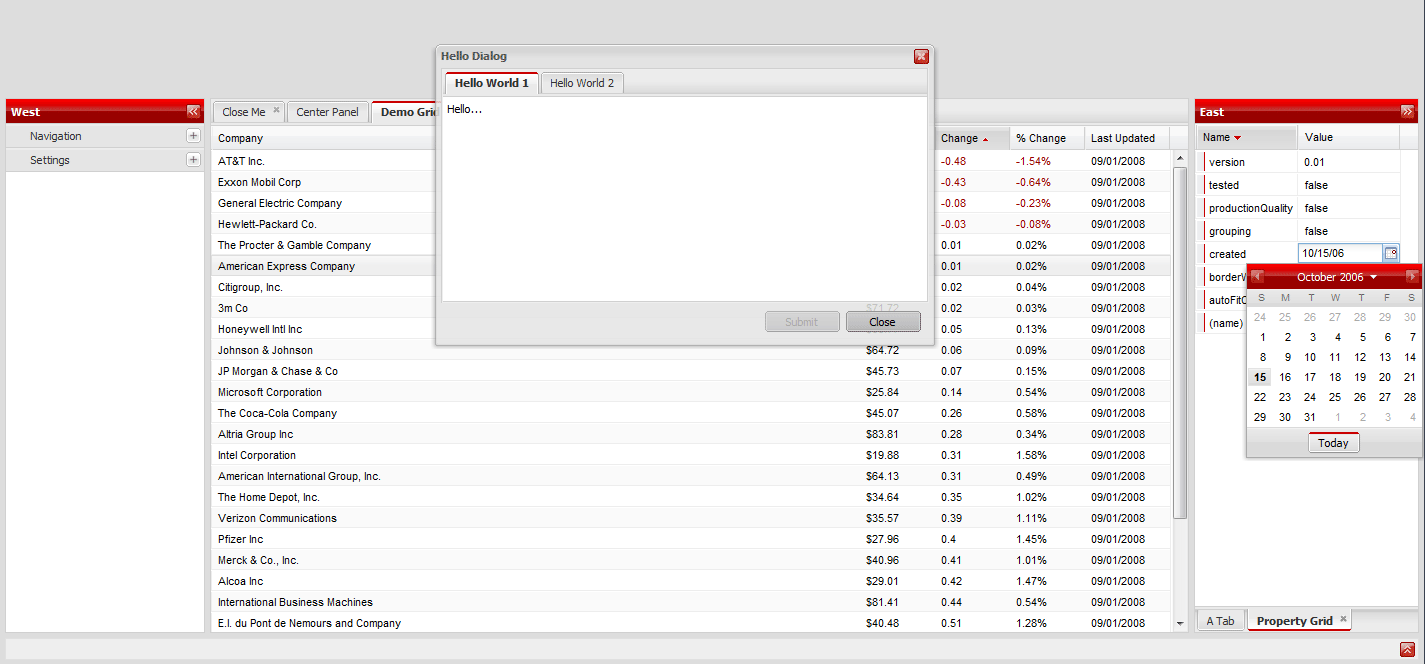 Hello Dialog
Hello World 1 Hello World 2
Hello...
Submit Close
West
Navigation
Settings
Close Me Center Panel Demo Grid
Company Change % Change Last Updated
AT&T Inc. -0.48 -1.54% 09/01/2008
Exxon Mobil Corp -0.43 -0.64% 09/01/2008
General Electric Company -0.08 -0.23% 09/01/2008
Hewlett-Packard Co. -0.03 -0.08% 09/01/2008
The Procter & Gamble Company 0.01 0.02% 09/01/2008
American Express Company 0.01 0.02% 09/01/2008
Citigroup, Inc. 0.02 0.04% 09/01/2008
3m Co $71.72 0.02 0.03% 09/01/2008
Honeywell Intl Inc 0.05 0.13% 09/01/2008
Johnson & Johnson $64.72 0.06 0.09% 09/01/2008
JP Morgan & Chase & Co $45.73 0.07 0.15% 09/01/2008
Microsoft Corporation $25.84 0.14 0.54% 09/01/2008
The Coca-Cola Company $45.07 0.26 0.58% 09/01/2008
Altria Group Inc $83.81 0.28 0.34% 09/01/2008
Intel Corporation $19.88 0.31 1.58% 09/01/2008
American International Group, Inc. $64.13 0.31 0.49% 09/01/2008
The Home Depot, Inc. $34.64 0.35 1.02% 09/01/2008
Verizon Communications $35.57 0.39 1.11% 09/01/2008
Pfizer Inc $27.96 0.4 1.45% 09/01/2008
Merck & Co., Inc. $40.96 0.41 1.01% 09/01/2008
Alcoa Inc $29.01 0.42 1.47% 09/01/2008
International Business Machines $81.41 0.44 0.54% 09/01/2008
E.I. du Pont de Nemours and Company $40.48 0.51 1.28% 09/01/2008
East
Name Value
version 0.01
tested false
productionQuality false
grouping false
created 10/15/06
(name)
October 2006
S M T W T F S
24 25 26 27 28 29 30
1 2 3 4 5 6 7
8 9 10 11 12 13 14
15 16 17 18 19 20 21
22 23 24 25 26 27 28
29 30 31 1 2 3 4
Today
A Tab Property Grid